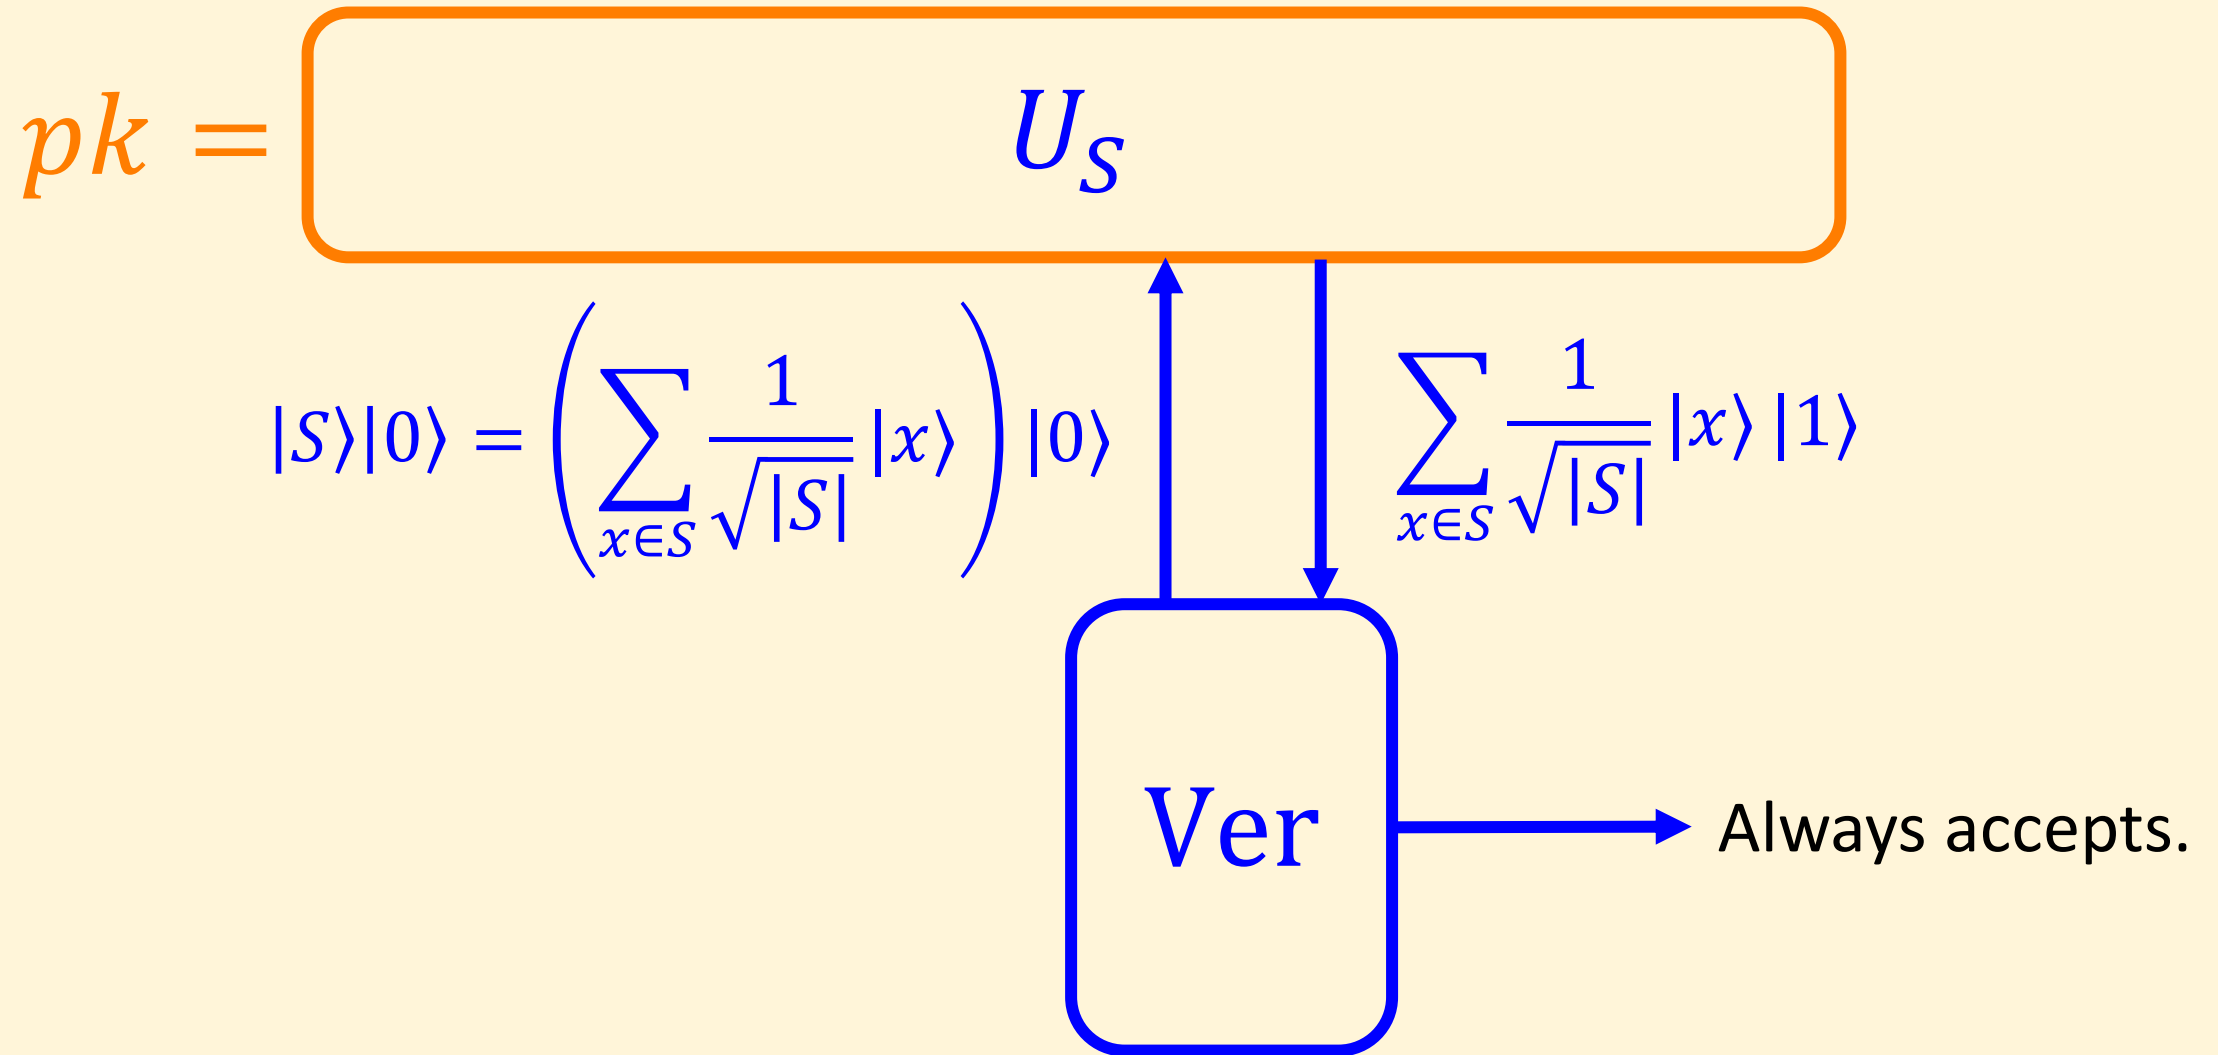 pk = U_S
|S⟩|0⟩ = (∑_{x∈S} 1/√|S| |x⟩) |0⟩
∑_{x∈S} 1/√|S| |x⟩ |1⟩
Ver
Always accepts.